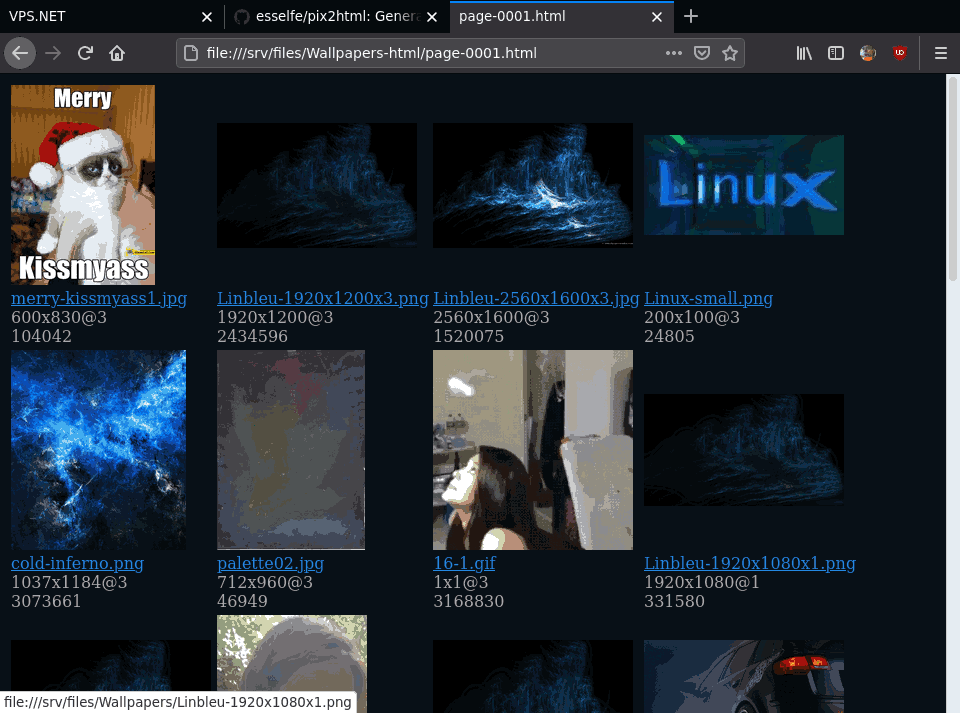 VPS.NET
esselfe/pix2html: Genera
page-0001.html
file:///srv/files/Wallpapers-html/page-0001.html
Merry
Kissmyass
Linux
merry-kissmyass1.jpg
600x830@3
104042
Linbleu-1920x1200x3.png
1920x1200@3
2434596
Linbleu-2560x1600x3.jpg
2560x1600@3
1520075
Linux-small.png
200x100@3
24805
cold-inferno.png
1037x1184@3
3073661
palette02.jpg
712x960@3
46949
16-1.gif
1x1@3
3168830
Linbleu-1920x1080x1.png
1920x1080@1
331580
file:///srv/files/Wallpapers/Linbleu-1920x1080x1.png